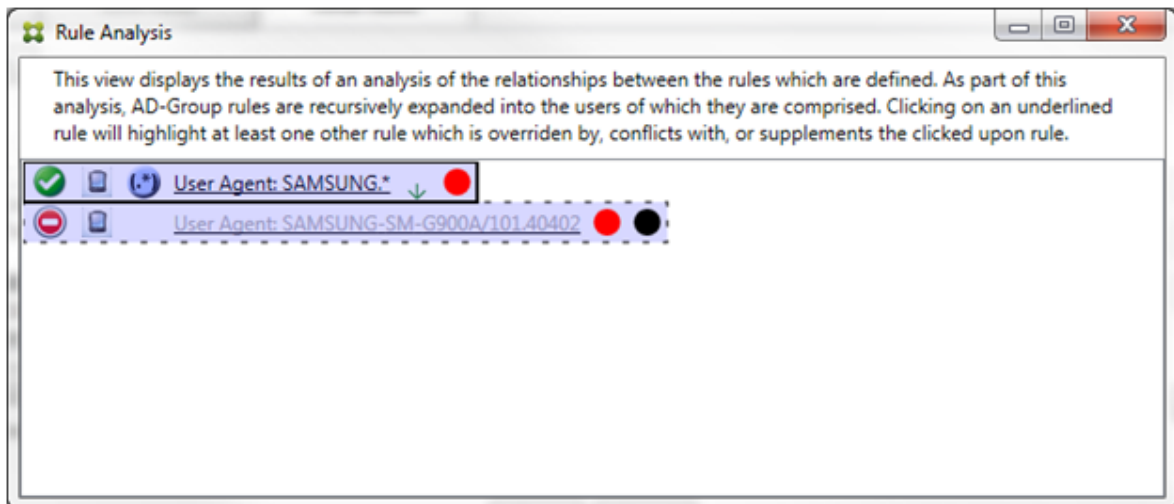 Rule Analysis
This view displays the results of an analysis of the relationships between the rules which are defined. As part of this
analysis, AD-Group rules are recursively expanded into the users of which they are comprised. Clicking on an underlined
rule will highlight at least one other rule which is overriden by, conflicts with, or supplements the clicked upon rule.
(.*) User Agent: SAMSUNG.*
User Agent: SAMSUNG-SM-G900A/101.40402